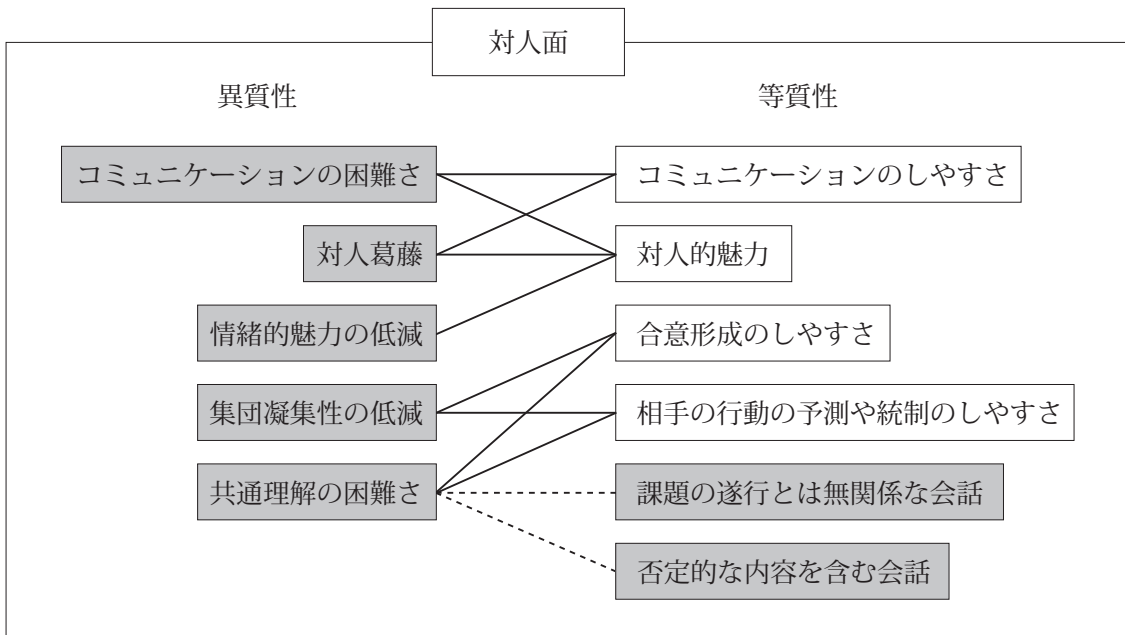 対人面
異質性
等質性
コミュニケーションの困難さ
コミュニケーションのしやすさ
対人葛藤
対人的魅力
情緒的魅力の低減
合意形成のしやすさ
集団凝集性の低減
相手の行動の予測や統制のしやすさ
共通理解の困難さ
課題の遂行とは無関係な会話
否定的な内容を含む会話